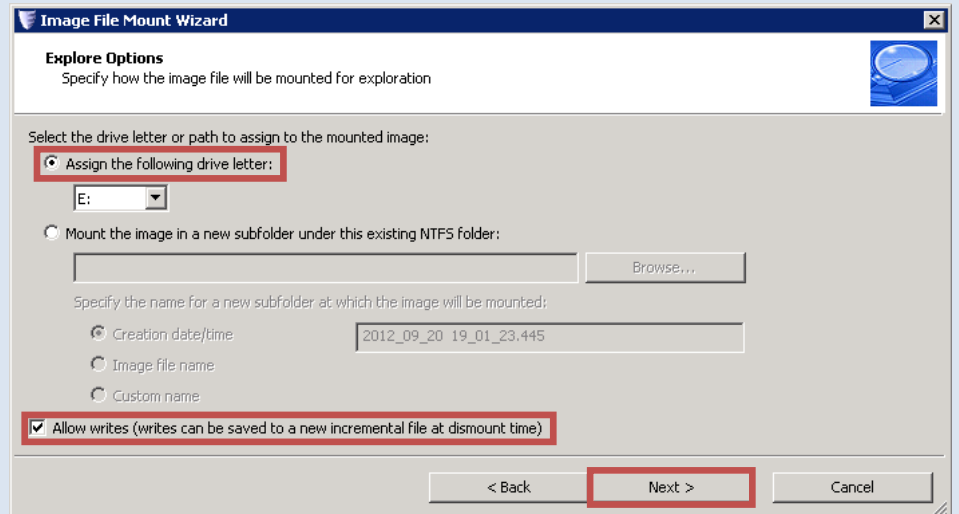 Image File Mount Wizard
Explore Options
Specify how the image file will be mounted for exploration
Select the drive letter or path to assign to the mounted image:
Assign the following drive letter:
E:
Mount the image in a new subfolder under this existing NTFS folder:
Browse...
Specify the name for a new subfolder at which the image will be mounted:
Creation date/time
2012_09_20 19_01_23.445
Image file name
Custom name
Allow writes (writes can be saved to a new incremental file at dismount time)
< Back
Next >
Cancel